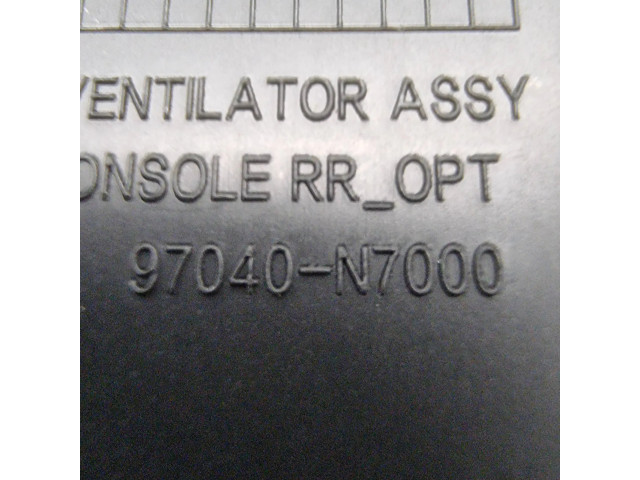 VENTILATOR ASSY
ONSOLE RR_OPT
97040-N7000